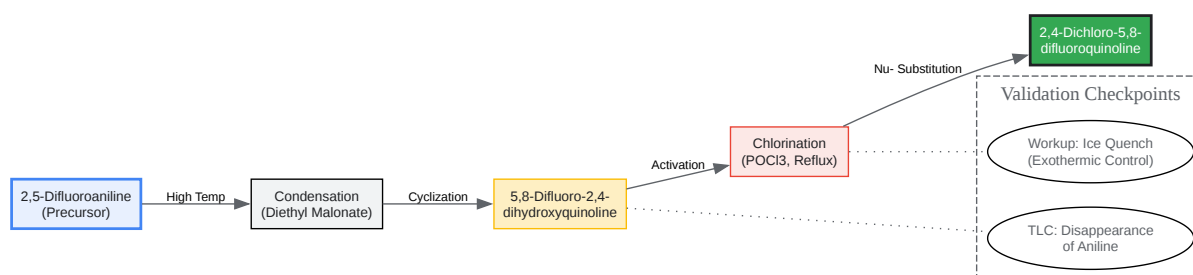 2,5-Difluoroaniline
(Precursor)
High Temp
Condensation
(Diethyl Malonate)
Cyclization
5,8-Difluoro-2,4-
dihydroxyquinoline
Activation
Chlorination
(POCl3, Reflux)
Nu- Substitution
2,4-Dichloro-5,8-
difluoroquinoline
Validation Checkpoints
Workup: Ice Quench
(Exothermic Control)
TLC: Disappearance
of Aniline